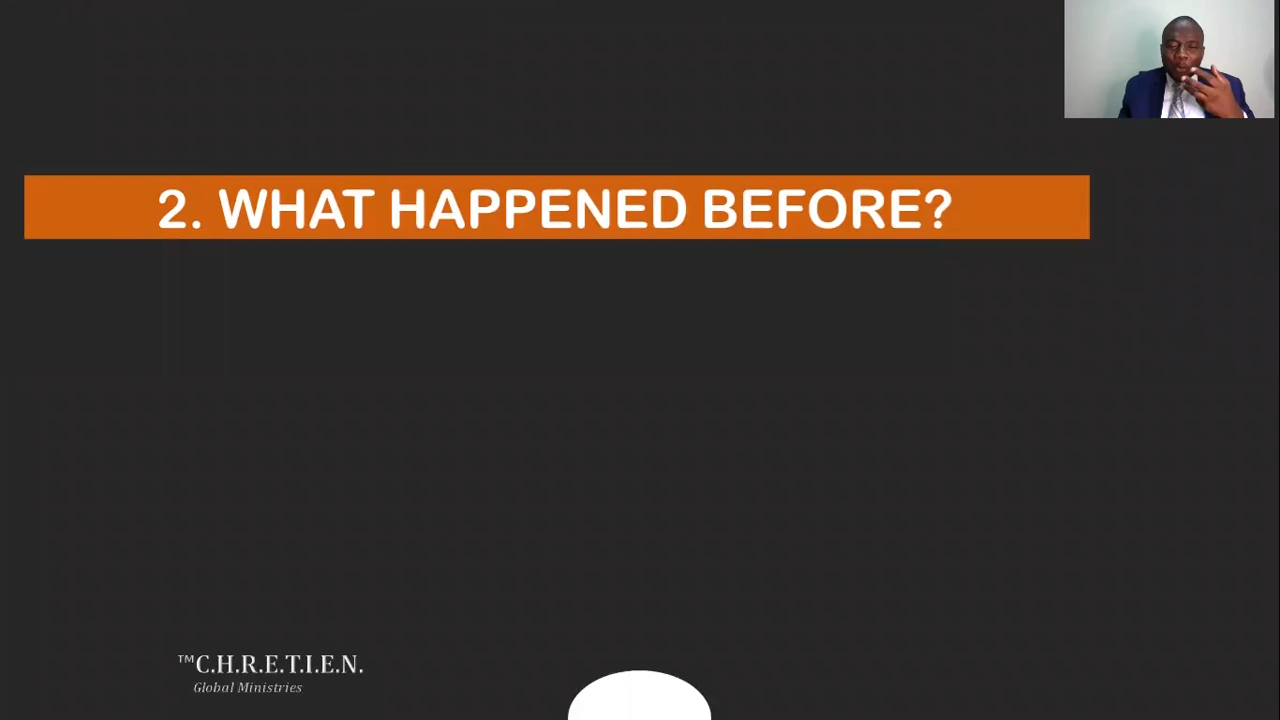 2. WHAT HAPPENED BEFORE?
™C.H.R.E.T.I.E.N.
Global Ministries